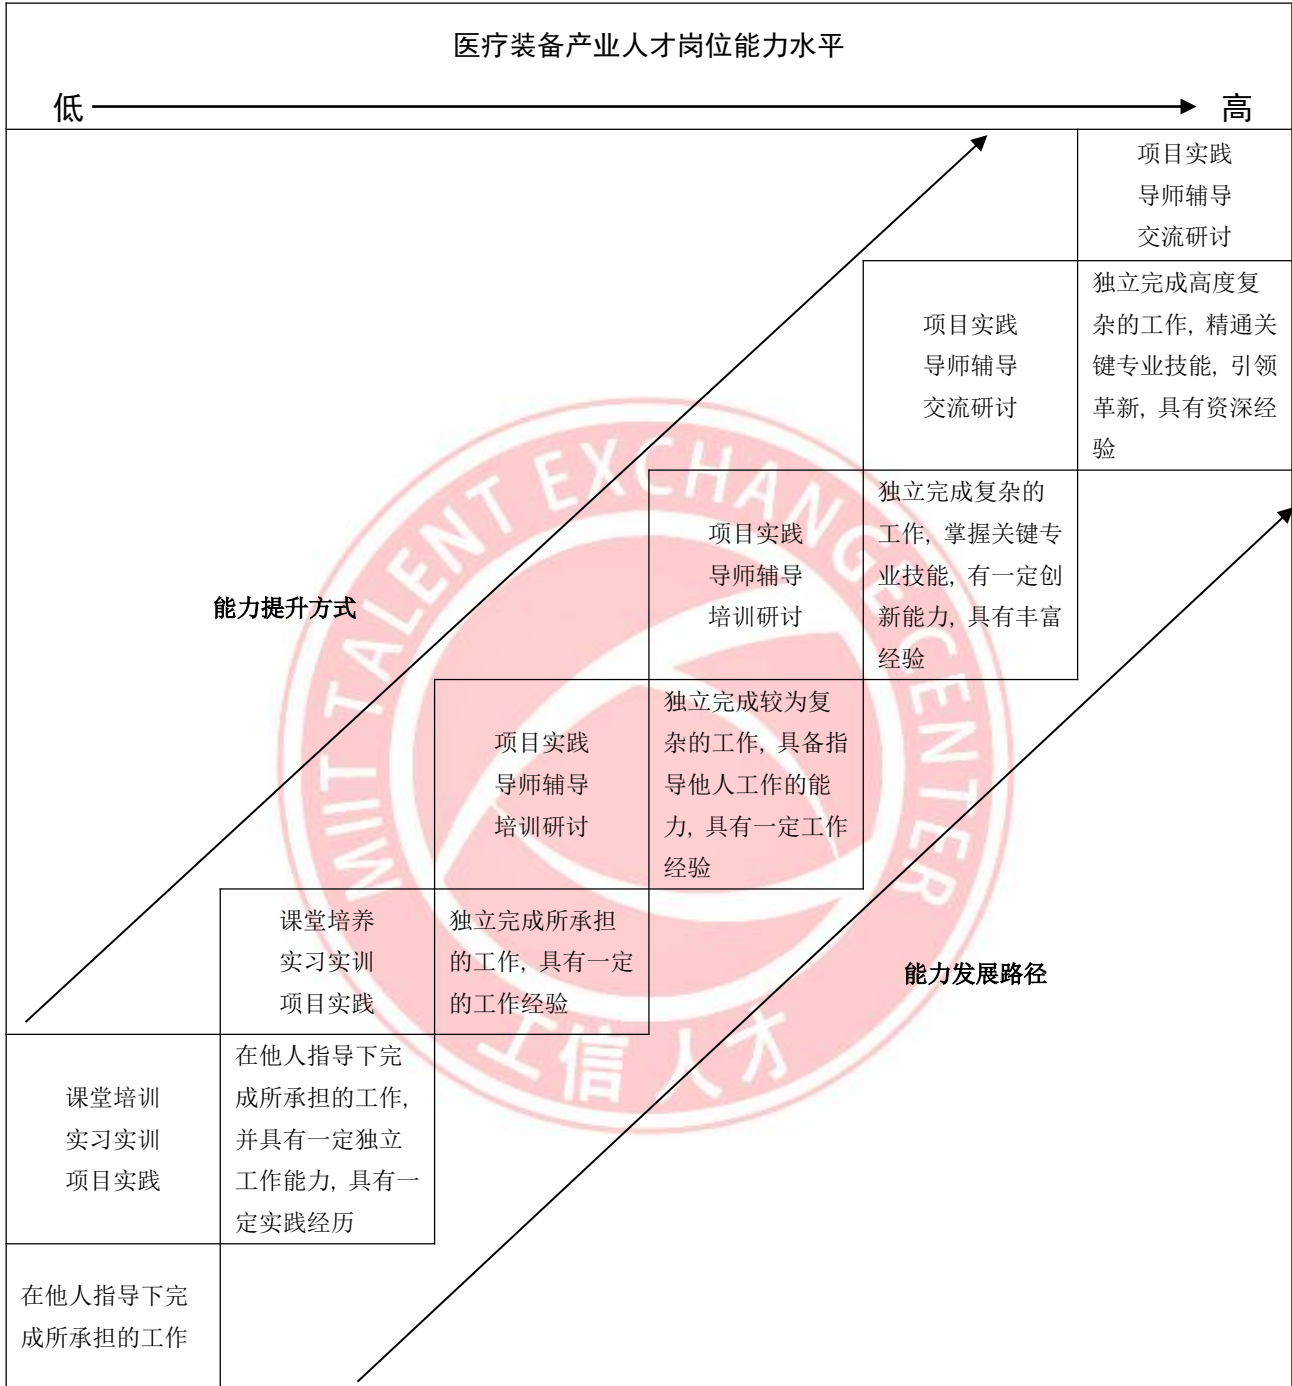 医疗装备产业人才岗位能力水平
低
高
项目实践
导师辅导
交流研讨
项目实践
导师辅导
交流研讨
独立完成高度复
杂的工作, 精通关
键专业技能, 引领
革新, 具有资深经
验
项目实践
导师辅导
培训研讨
独立完成复杂的
工作, 掌握关键专
业技能, 有一定创
新能力, 具有丰富
经验
能力提升方式
项目实践
导师辅导
培训研讨
独立完成较为复
杂的工作, 具备指
导他人工作的能
力, 具有一定工作
经验
课堂培养
实习实训
项目实践
独立完成所承担
的工作, 具有一定
的工作经验
能力发展路径
课堂培训
实习实训
项目实践
在他人指导下完
成所承担的工作,
并具有一定独立
工作能力, 具有一
定实践经历
在他人指导下完
成所承担的工作
MIIT TALENT EXCHANGE CENTER
工信人才